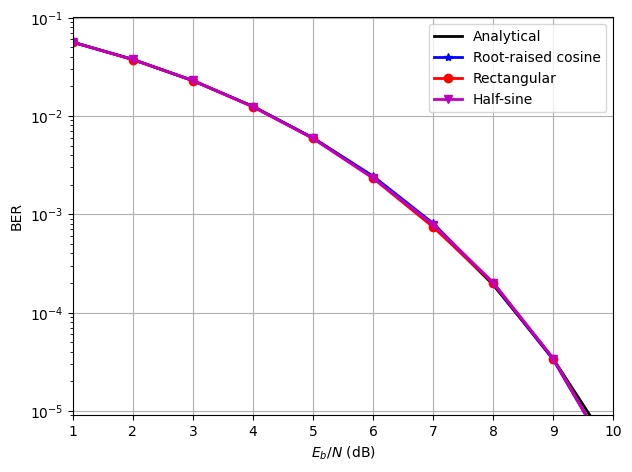 10⁻¹
10⁻²
10⁻³
10⁻⁴
10⁻⁵
BER
Analytical
Root-raised cosine
Rectangular
Half-sine
1 2 3 4 5 6 7 8 9 10
E_b/N (dB)